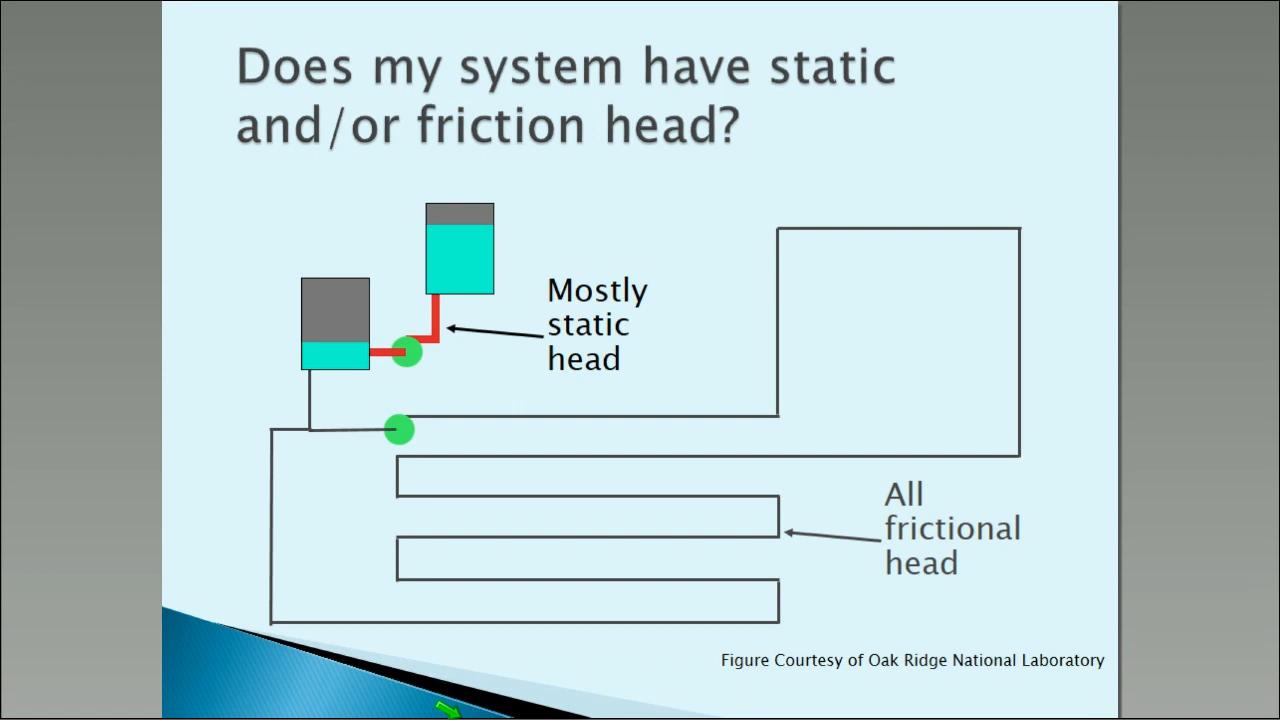 Does my system have static
and/or friction head?
Mostly
static
head
All
frictional
head
Figure Courtesy of Oak Ridge National Laboratory